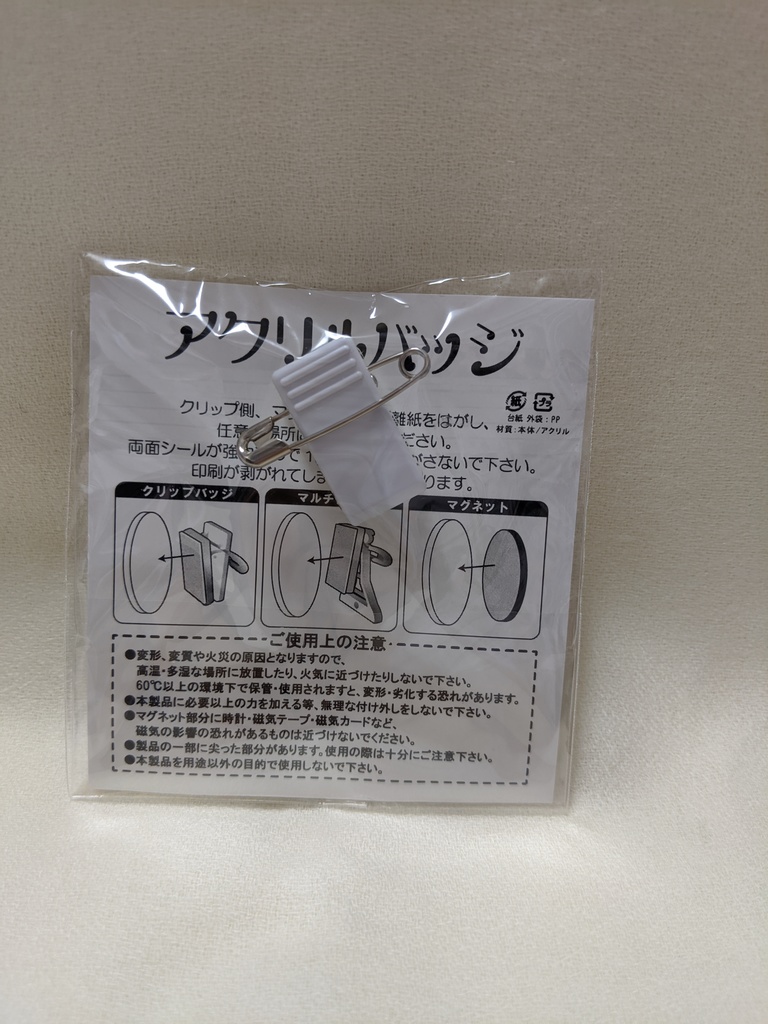 アクリルバッジ
クリップ側、マ 離紙をはがし、
任意 場所に ださい。
両面シールが強 ので1 がさないで下さい。
印刷が剥がれてしま ります。
紙 プラ
台紙 外袋:PP
材質:本体/アクリル
クリップバッジ
マルチ
マグネット
ご使用上の注意
●変形、変質や火災の原因となりますので、
高温・多湿な場所に放置したり、火気に近づけたりしないで下さい。
60℃以上の環境下で保管・使用されますと、変形・劣化する恐れがあります。
●本製品に必要以上の力を加える等、無理な付け外しをしないで下さい。
●マグネット部分に時計・磁気テープ・磁気カードなど、
磁気の影響の恐れがあるものは近づけないでください。
●製品の一部に尖った部分があります。使用の際は十分にご注意下さい。
●本製品を用途以外の目的で使用しないで下さい。